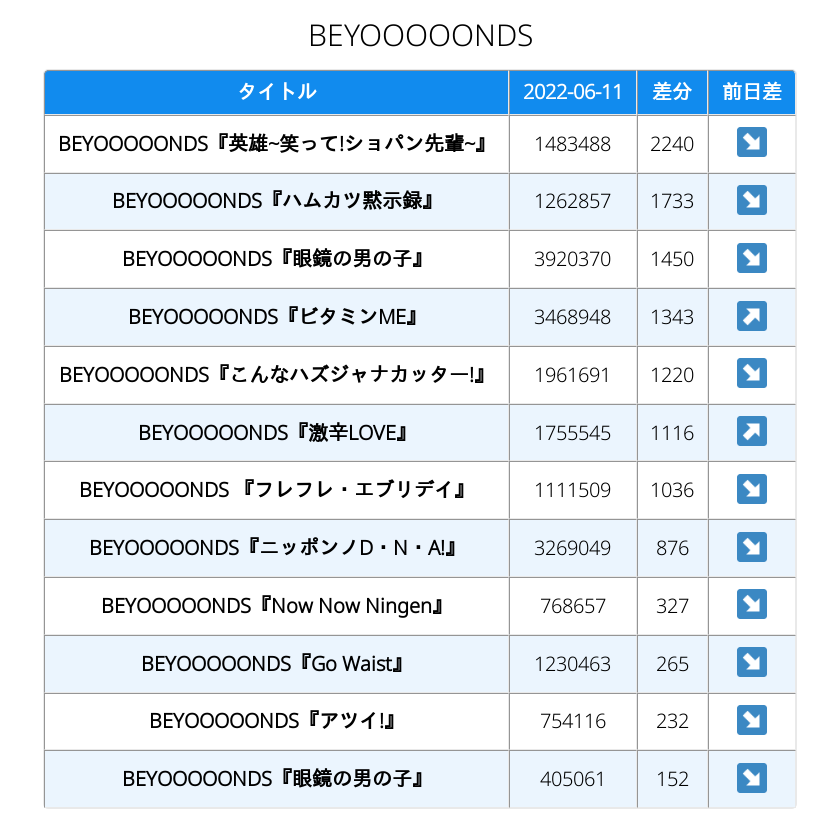 BEYOOOOONDS
タイトル 2022-06-11 差分 前日差
BEYOOOOONDS『英雄~笑って!ショパン先輩~』 1483488 2240 ↘
BEYOOOOONDS『ハムカツ黙示録』 1262857 1733 ↘
BEYOOOOONDS『眼鏡の男の子』 3920370 1450 ↘
BEYOOOOONDS『ビタミンME』 3468948 1343 ↗
BEYOOOOONDS『こんなハズジャナカッター!』 1961691 1220 ↘
BEYOOOOONDS『激辛LOVE』 1755545 1116 ↗
BEYOOOOONDS 『フレフレ・エブリデイ』 1111509 1036 ↘
BEYOOOOONDS『ニッポンノD・N・A!』 3269049 876 ↘
BEYOOOOONDS『Now Now Ningen』 768657 327 ↘
BEYOOOOONDS『Go Waist』 1230463 265 ↘
BEYOOOOONDS『アツイ!』 754116 232 ↘
BEYOOOOONDS『眼鏡の男の子』 405061 152 ↘